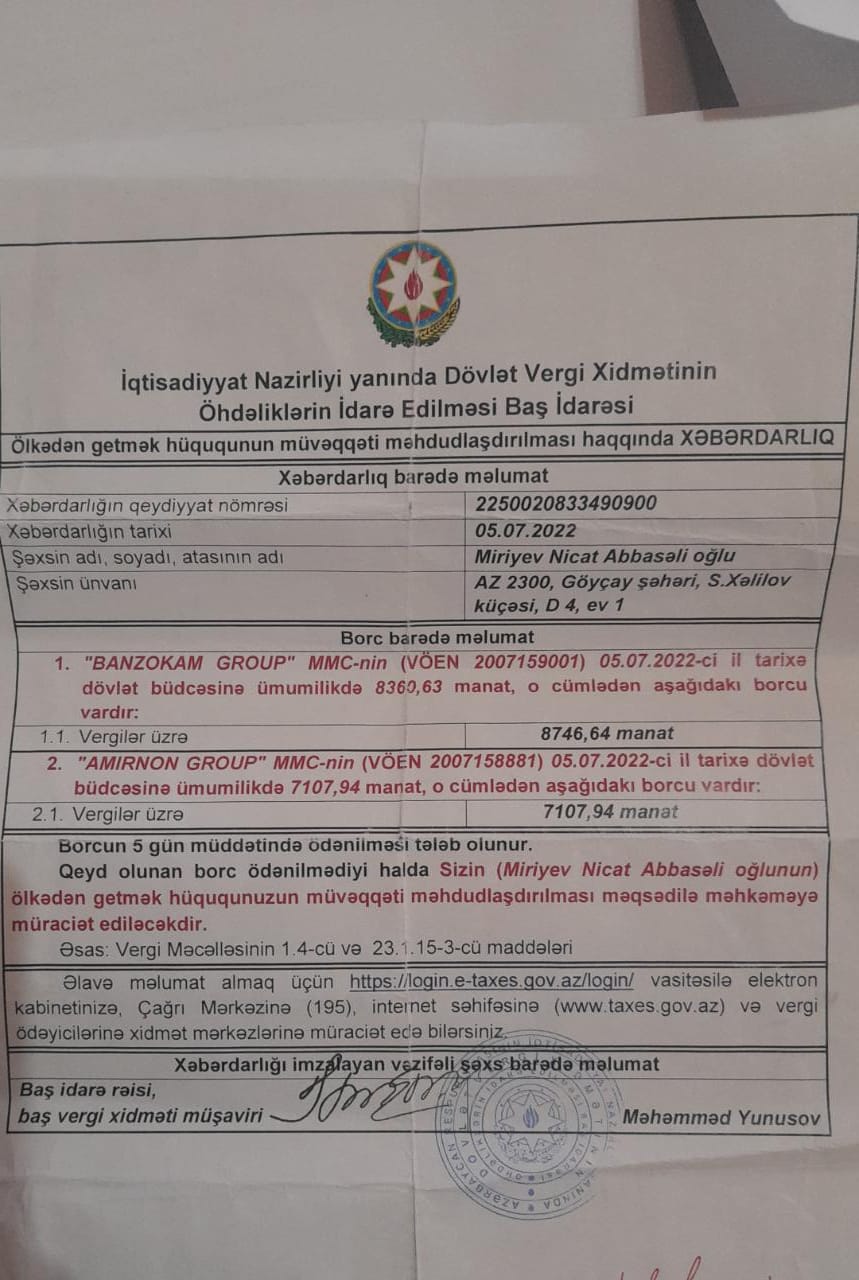 İqtisadiyyat Nazirliyi yanında Dövlət Vergi Xidmətinin
Öhdəliklərin İdarə Edilməsi Baş İdarəsi
Ölkədən getmək hüququnun müvəqqəti məhdudlaşdırılması haqqında XƏBƏRDARLIQ
Xəbərdarlıq barədə məlumat
Xəbərdarlığın qeydiyyat nömrəsi 2250020833490900
Xəbərdarlığın tarixi 05.07.2022
Şəxsin adı, soyadı, atasının adı Miriyev Nicat Abbasəli oğlu
Şəxsin ünvanı AZ 2300, Göyçay şəhəri, S.Xəlilov
küçəsi, D 4, ev 1
Borc barədə məlumat
1. "BANZOKAM GROUP" MMC-nin (VÖEN 2007159001) 05.07.2022-ci il tarixə
dövlət büdcəsinə ümumilikdə 8360,63 manat, o cümlədən aşağıdakı borcu
vardır:
1.1. Vergilər üzrə 8746,64 manat
2. "AMIRNON GROUP" MMC-nin (VÖEN 2007158881) 05.07.2022-ci il tarixə dövlət
büdcəsinə ümumilikdə 7107,94 manat, o cümlədən aşağıdakı borcu vardır:
2.1. Vergilər üzrə 7107,94 manat
Borcun 5 gün müddətində ödənilməsi tələb olunur.
Qeyd olunan borc ödənilmədiyi halda Sizin (Miriyev Nicat Abbasəli oğlunun)
ölkədən getmək hüququnuzun müvəqqəti məhdudlaşdırılması məqsədilə məhkəməyə
müraciət ediləcəkdir.
Əsas: Vergi Məcəlləsinin 1.4-cü və 23.1.15-3-cü maddələri
Əlavə məlumat almaq üçün https://login.e-taxes.gov.az/login/ vasitəsilə elektron
kabinetinizə, Çağrı Mərkəzinə (195), internet səhifəsinə (www.taxes.gov.az) və vergi
ödəyicilərinə xidmət mərkəzlərinə müraciət edə bilərsiniz.
Xəbərdarlığı imzalayan vəzifəli şəxs barədə məlumat
Baş idarə rəisi,
baş vergi xidməti müşaviri Məhəmməd Yunusov